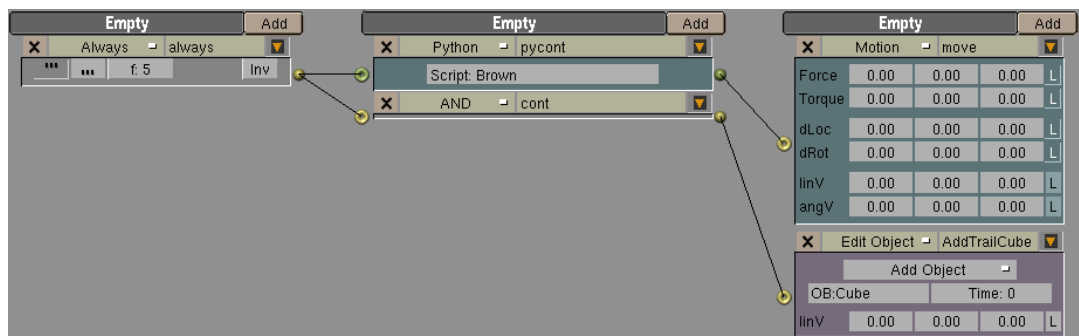 Empty Add Empty Add Empty Add
X Always always X Python pycont X Motion move
f: 5 Inv Script: Brown Force 0.00 0.00 0.00 L
X AND cont Torque 0.00 0.00 0.00 L
dLoc 0.00 0.00 0.00 L
dRot 0.00 0.00 0.00 L
linV 0.00 0.00 0.00 L
angV 0.00 0.00 0.00 L
X Edit Object AddTrailCube
Add Object
OB:Cube Time: 0
linV 0.00 0.00 0.00 L